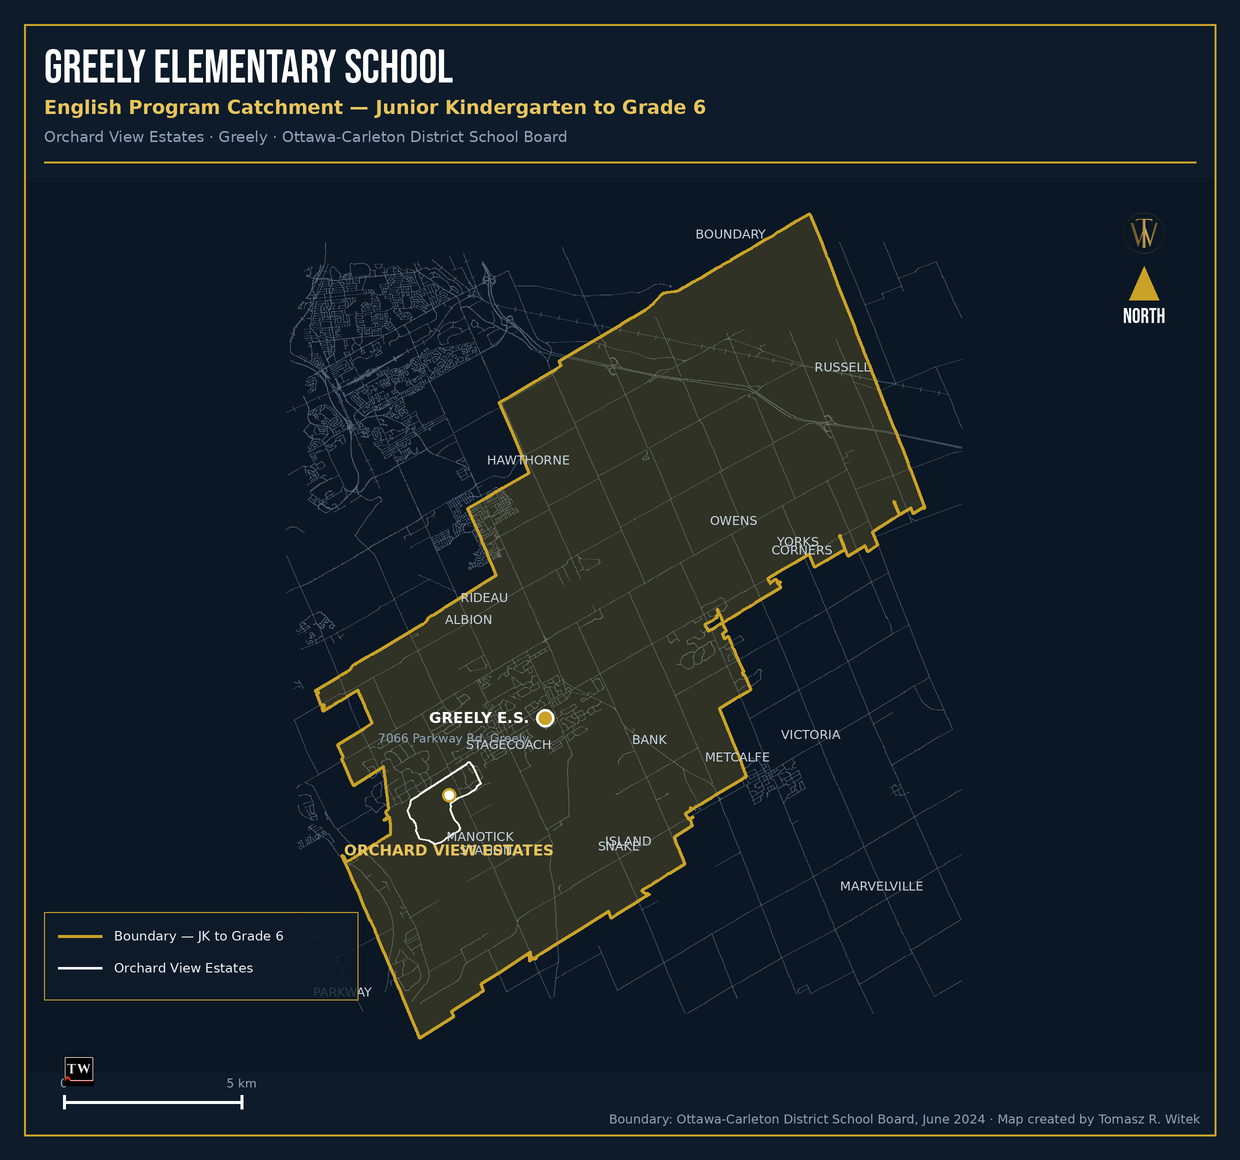 GREELY ELEMENTARY SCHOOL
English Program Catchment — Junior Kindergarten to Grade 6
Orchard View Estates · Greely · Ottawa-Carleton District School Board
BOUNDARY
TW
NORTH
RUSSELL
HAWTHORNE
OWENS
YORKS
CORNERS
RIDEAU
ALBION
GREELY E.S.
7066 Parkway Rd, Greely
STAGECOACH
BANK
VICTORIA
METCALFE
MANOTICK
STATION
ORCHARD VIEW ESTATES
ISLAND
SNAKE
MARVELVILLE
Boundary — JK to Grade 6
Orchard View Estates
PARKWAY
TW
0
5 km
Boundary: Ottawa-Carleton District School Board, June 2024 · Map created by Tomasz R. Witek